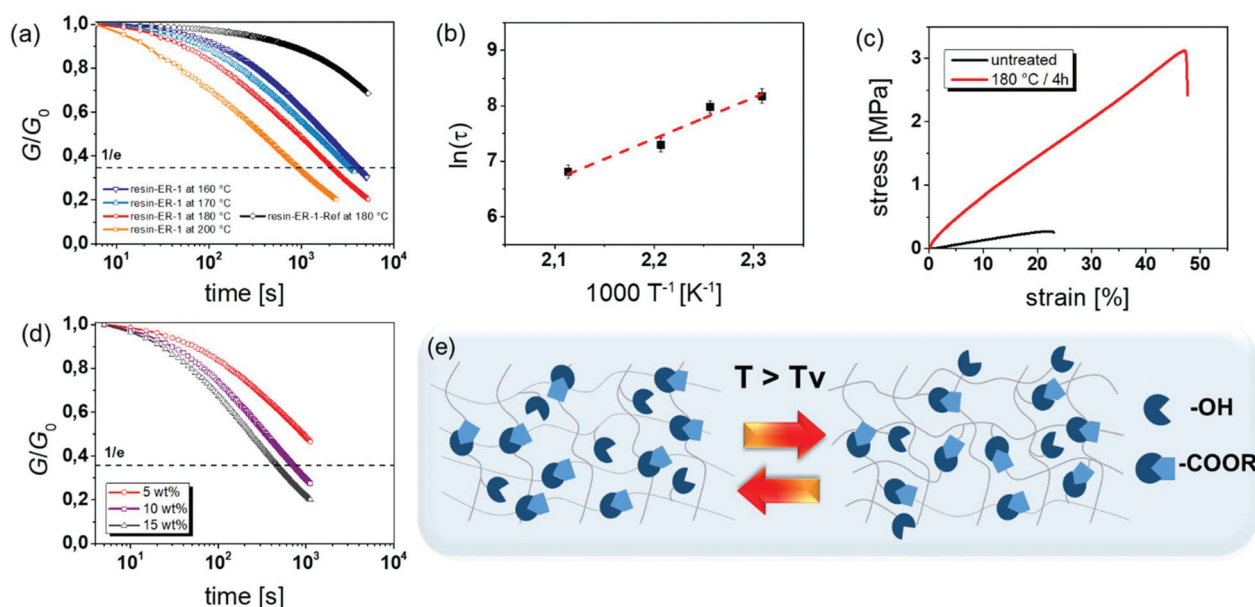 (a)
1,0
0,8
0,6
0,4
0,2
0,0
G/G₀
1/e
resin-ER-1 at 160 °C
resin-ER-1 at 170 °C
resin-ER-1 at 180 °C
resin-ER-1-Ref at 180 °C
resin-ER-1 at 200 °C
10¹
10²
10³
10⁴
time [s]
(b)
9
8
7
6
ln(τ)
2,1
2,2
2,3
1000 T⁻¹ [K⁻¹]
(c)
untreated
180 °C / 4h
3
2
1
0
stress [MPa]
0
10
20
30
40
50
strain [%]
(d)
1,0
0,8
0,6
0,4
0,2
0,0
G/G₀
1/e
5 wt%
10 wt%
15 wt%
10¹
10²
10³
10⁴
time [s]
(e)
T > Tv
-OH
-COOR